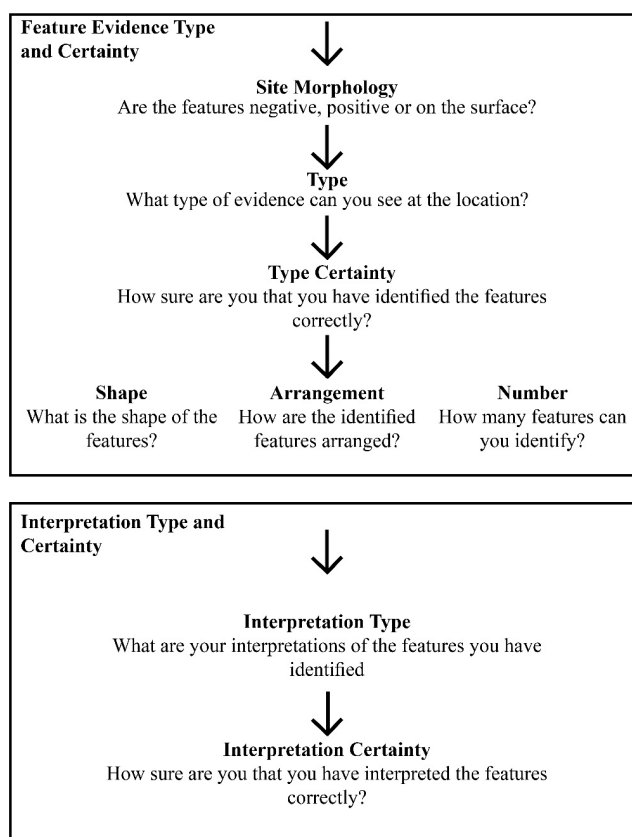 Feature Evidence Type
and Certainty
Site Morphology
Are the features negative, positive or on the surface?
Type
What type of evidence can you see at the location?
Type Certainty
How sure are you that you have identified the features
correctly?
Shape
What is the shape of the
features?
Arrangement
How are the identified
features arranged?
Number
How many features can
you identify?
Interpretation Type and
Certainty
Interpretation Type
What are your interpretations of the features you have
identified
Interpretation Certainty
How sure are you that you have interpreted the features
correctly?